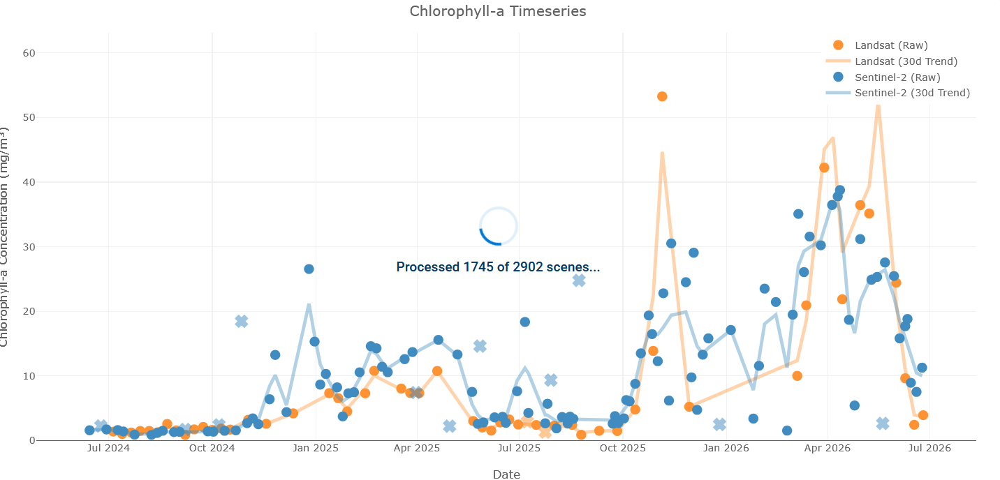 Chlorophyll-a Timeseries
Landsat (Raw)
Landsat (30d Trend)
Sentinel-2 (Raw)
Sentinel-2 (30d Trend)
Chlorophyll-a Concentration (mg/m³)
60
50
40
30
20
10
0
Processed 1745 of 2902 scenes...
Jul 2024 Oct 2024 Jan 2025 Apr 2025 Jul 2025 Oct 2025 Jan 2026 Apr 2026 Jul 2026
Date